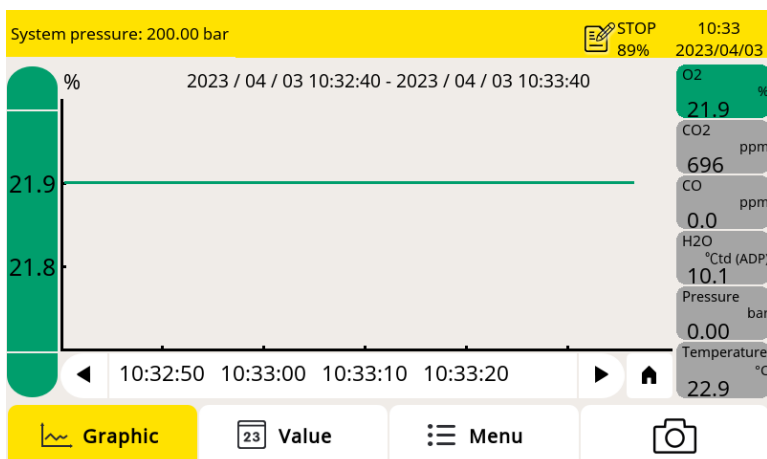 System pressure: 200.00 bar
STOP
89%
10:33
2023/04/03
%
2023 / 04 / 03 10:32:40 - 2023 / 04 / 03 10:33:40
21.9
21.8
10:32:50 10:33:00 10:33:10 10:33:20
O2
%
21.9
CO2
ppm
696
CO
ppm
0.0
H2O
°Ctd (ADP)
10.1
Pressure
bar
0.00
Temperature
°C
22.9
Graphic
23
Value
Menu